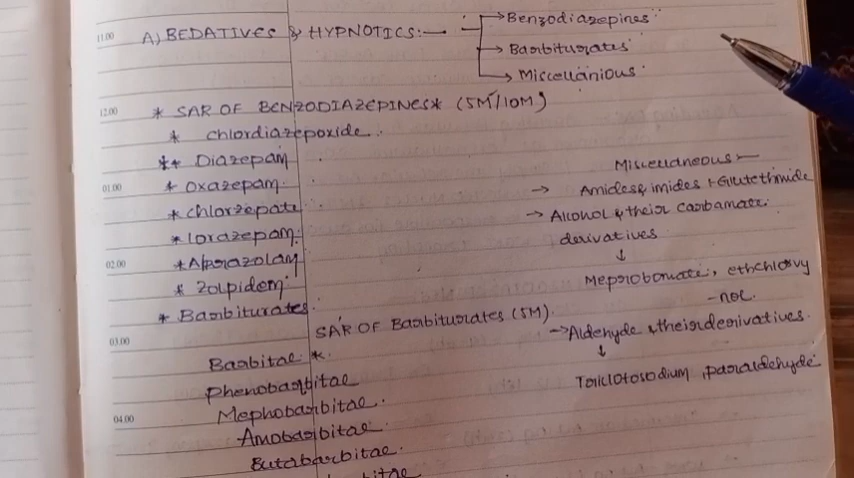 11.00
A) BEDATIVES & HYPNOTICS:—
→ Benzodiazepines
→ Barbiturates
→ Miscellanious
12.00
* SAR OF BENZODIAZEPINES * (5M/10M)
* chlordiazepoxide.
** Diazepam
01.00
* Oxazepam.
* chlorzepate
* lorazepam.
02.00
* Alprazolam
* Zolpidem
* Barbiturates.
SAR OF Barbiturates (5M).
03.00
Barbital *.
Phenobarbital
Mephobarbital.
04.00
Amobarbital.
Butabarbital.
Miscellaneous—
→ Amides & imides + Glutethimide
→ Alcohol & their carbamate
derivatives
↓
Meprobomate, ethchlorvy
-nol.
→ Aldehyde & their derivatives.
↓
Triclofosodium, paraldehyde